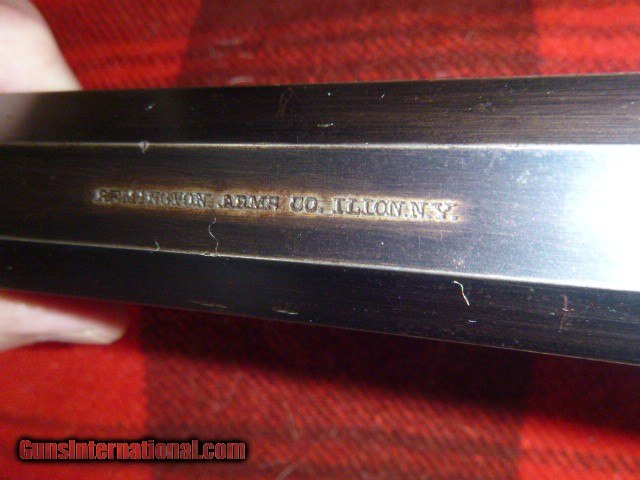 REMINGTON ARMS CO. ILION.N.Y.
GunsInternational.com